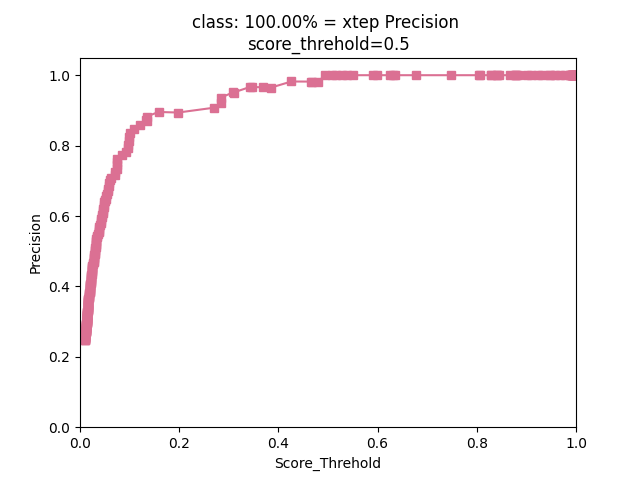 class: 100.00% = xtep Precision
score_threhold=0.5
1.0
0.8
0.6
0.4
0.2
0.0
Precision
0.0 0.2 0.4 0.6 0.8 1.0
Score_Threhold